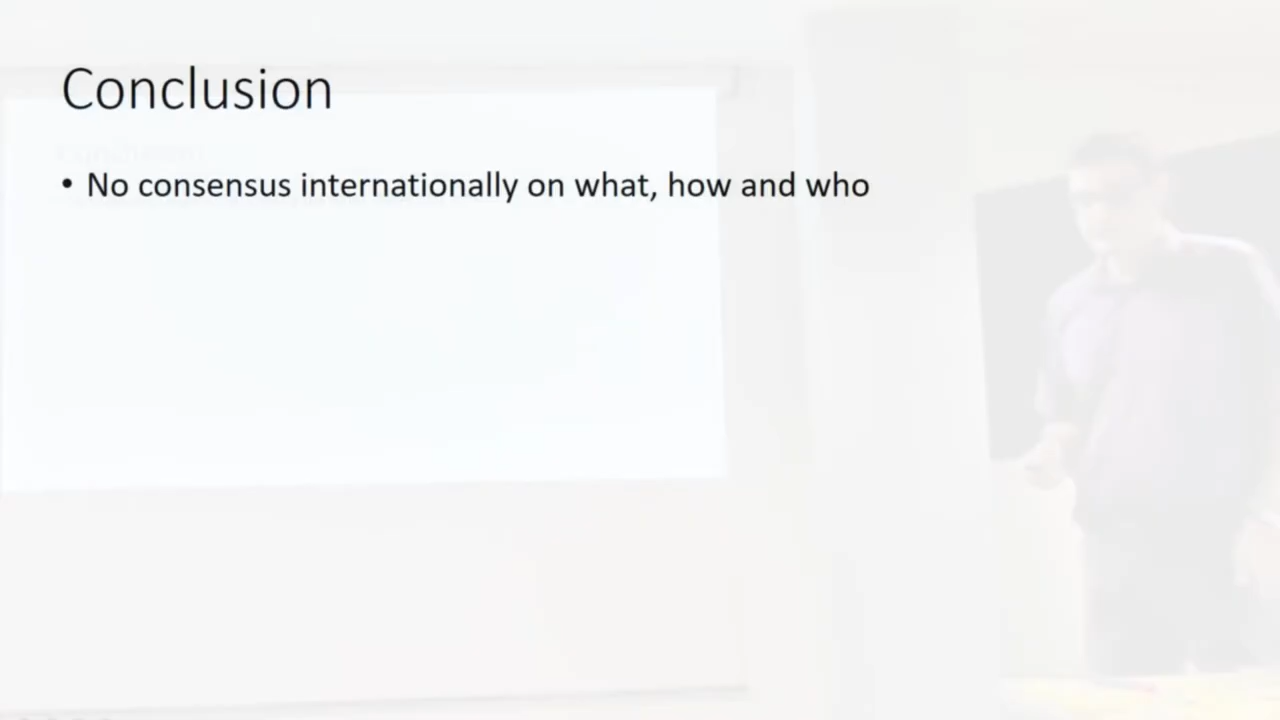 Conclusion
• No consensus internationally on what, how and who